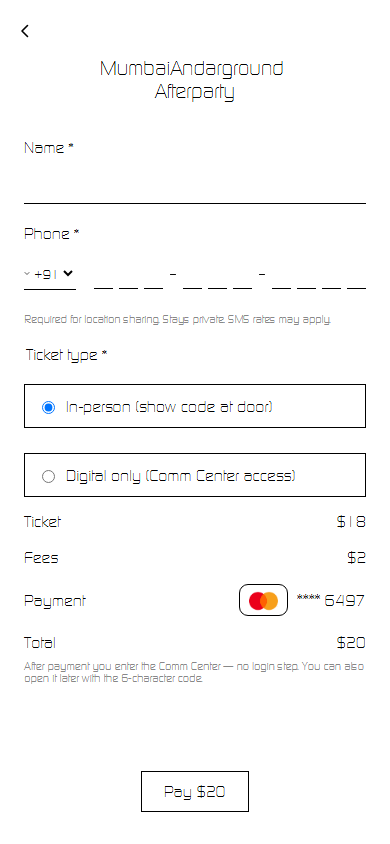 MumbaiAndarground
Afterparty
Name *
Phone *
+91 ___ - ___ - ____
Required for location sharing. Stays private. SMS rates may apply.
Ticket type *
In-person (show code at door)
Digital only (Comm Center access)
Ticket $18
Fees $2
Payment **** 6497
Total $20
After payment you enter the Comm Center — no login step. You can also
open it later with the 6-character code.
Pay $20